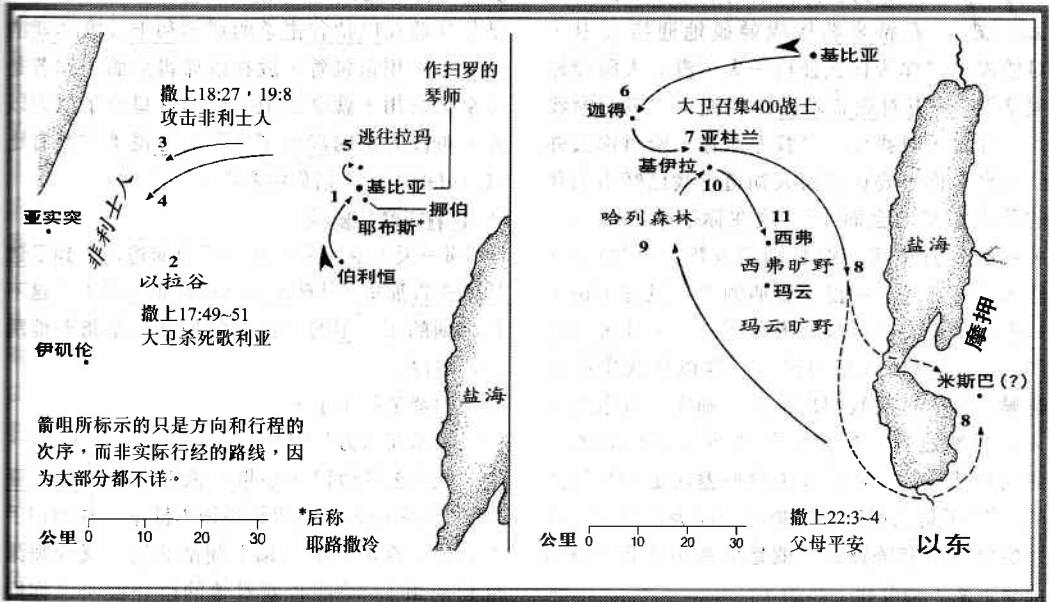 作扫罗的
琴师
撒上18:27，19:8
攻击非利士人
3
4
逃往拉玛
5
基比亚
1
挪伯
耶布斯*
伯利恒
亚实突
非利士人
2
以拉谷
撒上17:49~51
大卫杀死歌利亚
伊矶伦
盐海
箭咀所标示的只是方向和行程的
次序，而非实际行经的路线，因
为大部分都不详。
公里 0 10 20 30
*后称
耶路撒冷
基比亚
6
迦得
大卫召集400战士
7 亚杜兰
基伊拉
10
哈列森林
9
11
西弗
西弗旷野
8
玛云
玛云旷野
盐海
摩押
米斯巴(?)
8
公里 0 10 20 30
撒上22:3~4
父母平安
以东